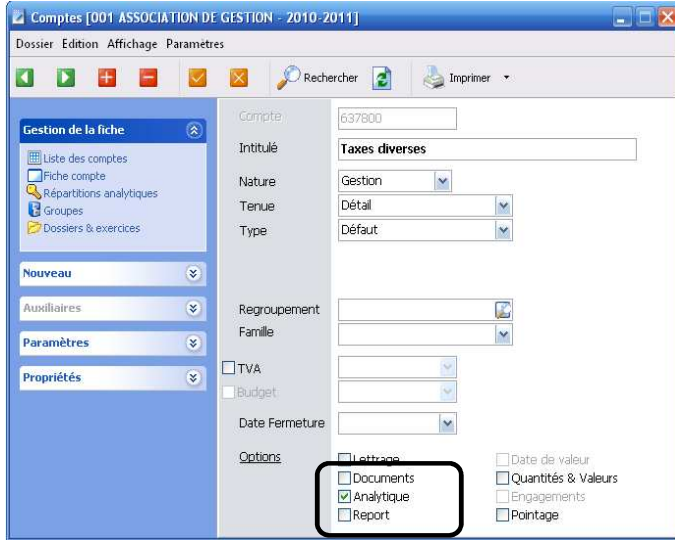 Comptes [001 ASSOCIATION DE GESTION - 2010-2011]
Dossier Edition Affichage Paramètres
Rechercher Imprimer
Gestion de la fiche
Liste des comptes
Fiche compte
Répartitions analytiques
Groupes
Dossiers & exercices
Nouveau
Auxiliaires
Paramètres
Propriétés
Compte 637800
Intitulé Taxes diverses
Nature Gestion
Tenue Détail
Type Défaut
Regroupement
Famille
TVA
Budget
Date Fermeture
Options Lettrage Date de valeur
Documents Quantités & Valeurs
Analytique Engagements
Report Pointage